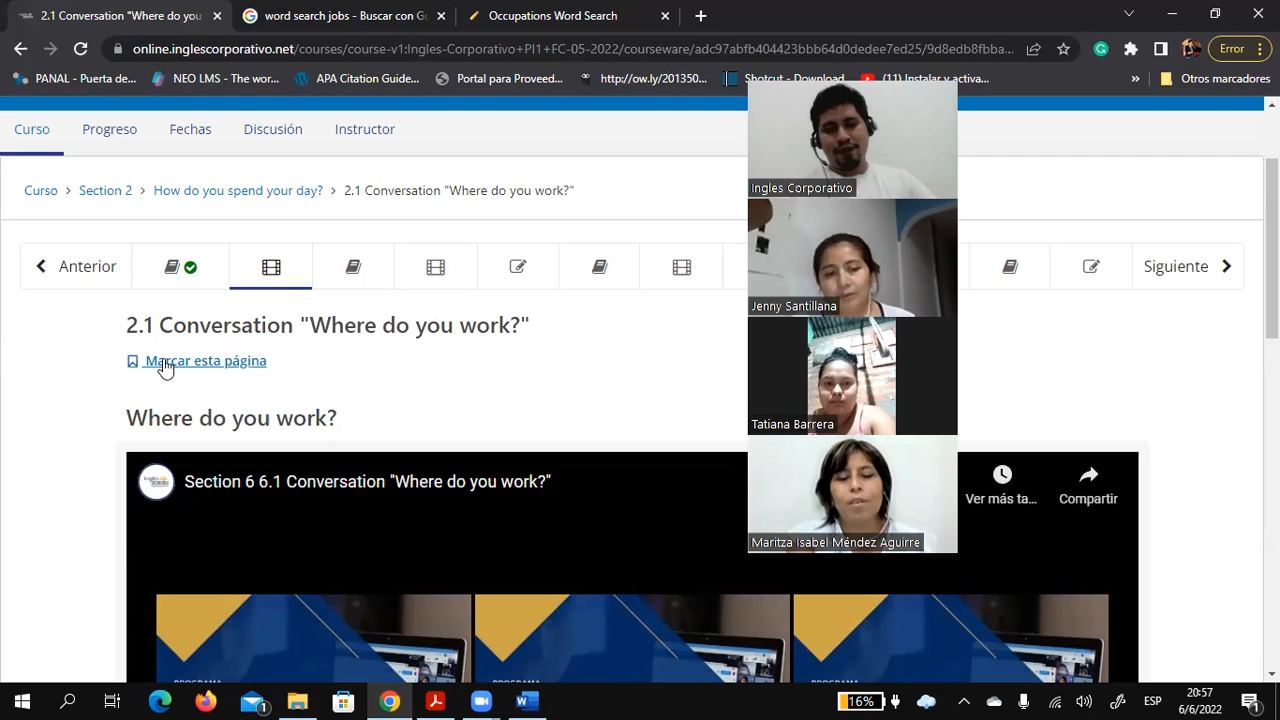 2.1 Conversation "Where do you
word search jobs - Buscar con Go
Occupations Word Search
online.inglescorporativo.net/courses/course-v1:Ingles-Corporativo+PI1+FC-05-2022/courseware/adc97abfb404423bbb64d0dedee7ed25/9d8edb8fbba...
Error
PANAL - Puerta de...
NEO LMS - The wor...
APA Citation Guide...
Portal para Proveed...
http://ow.ly/201350...
Shotcut - Download...
(11) Instalar y activa...
»
Otros marcadores
Curso
Progreso
Fechas
Discusión
Instructor
Curso > Section 2 > How do you spend your day? > 2.1 Conversation "Where do you work?"
Anterior
Siguiente
2.1 Conversation "Where do you work?"
Marcar esta página
Where do you work?
Section 6 6.1 Conversation "Where do you work?"
Ver más ta...
Compartir
Ingles Corporativo
Jenny Santillana
Tatiana Barrera
Maritza Isabel Méndez Aguirre
16%
ESP
20:57
6/6/2022
1
1